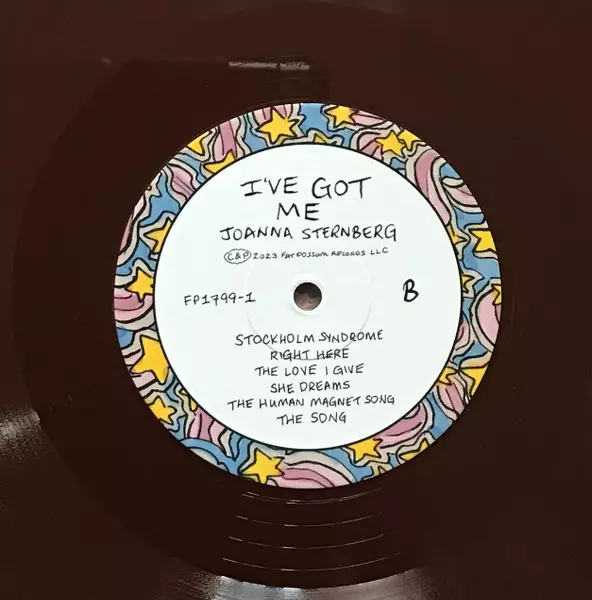 I'VE GOT
ME
JOANNA STERNBERG
C&P 2023 FAT POSSUM RECORDS LLC
FP1799-1
B
STOCKHOLM SYNDROME
RIGHT HERE
THE LOVE I GIVE
SHE DREAMS
THE HUMAN MAGNET SONG
THE SONG